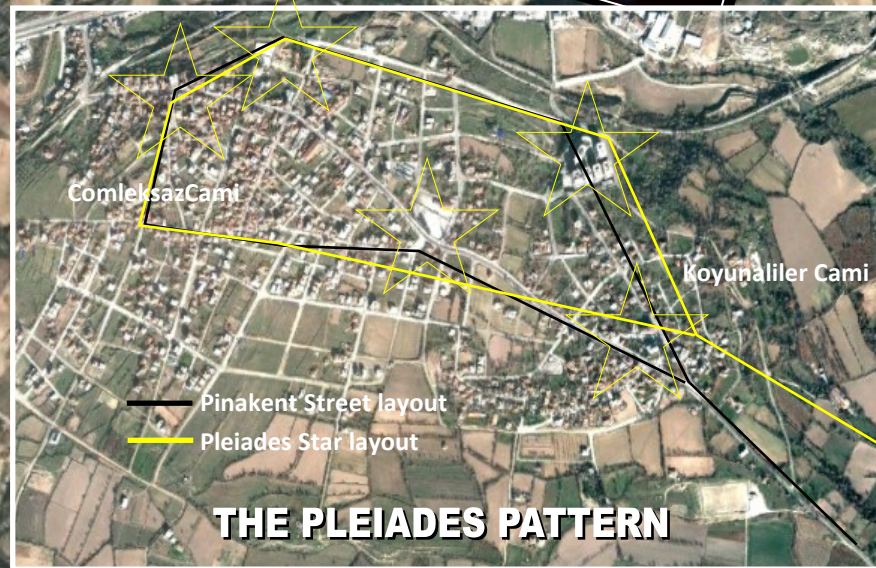 ComleksazCami
Koyunaliler Cami
Pinakent Street layout
Pleiades Star layout
THE PLEIADES PATTERN